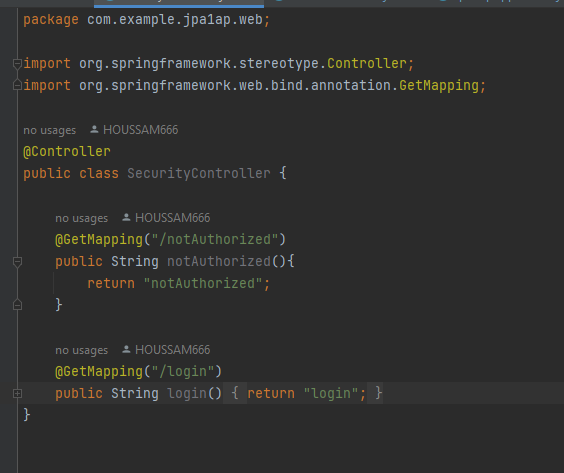 package com.example.jpa1ap.web;
import org.springframework.stereotype.Controller;
import org.springframework.web.bind.annotation.GetMapping;
no usages HOUSSAM666
@Controller
public class SecurityController {
no usages HOUSSAM666
@GetMapping("/notAuthorized")
public String notAuthorized(){
return "notAuthorized";
}
no usages HOUSSAM666
@GetMapping("/login")
public String login() { return "login"; }
}